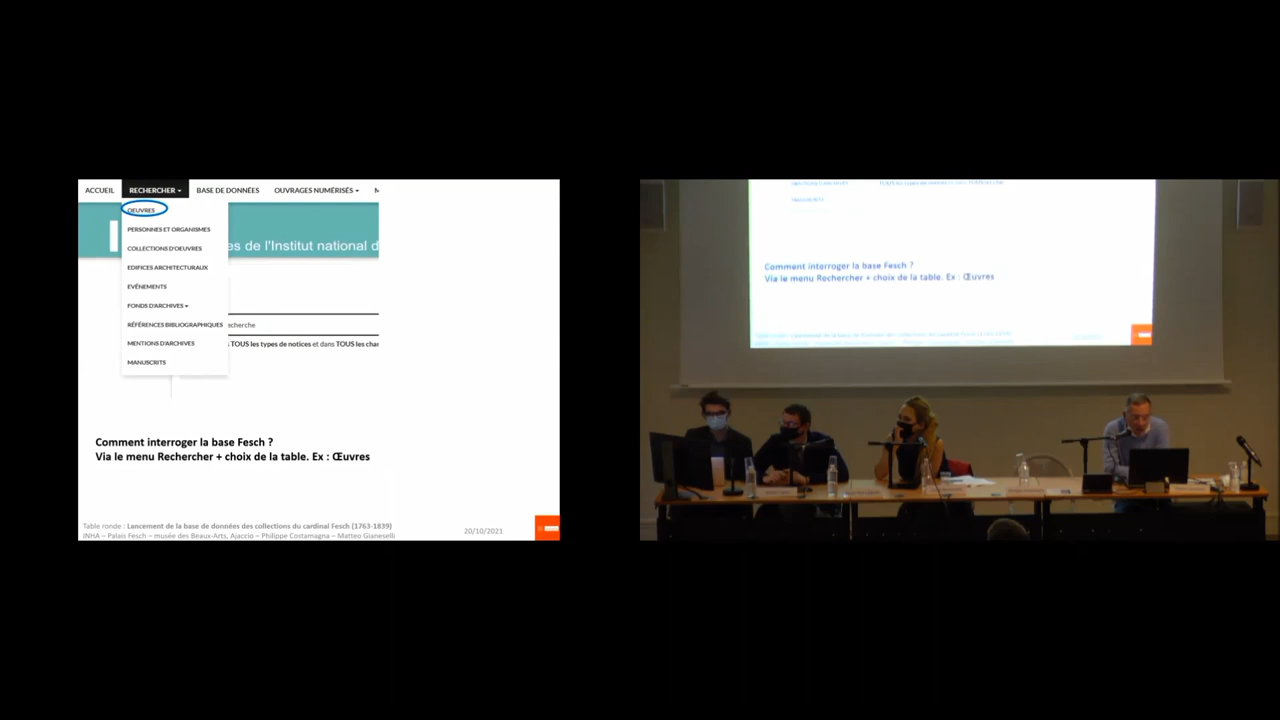 ACCUEIL RECHERCHER BASE DE DONNÉES OUVRAGES NUMÉRISÉS M
OEUVRES
PERSONNES ET ORGANISMES
COLLECTIONS D'OEUVRES
es de l'Institut national d
EDIFICES ARCHITECTURAUX
EVÉNEMENTS
FONDS D'ARCHIVES
RÉFÉRENCES BIBLIOGRAPHIQUES echerche
MENTIONS D'ARCHIVES TOUS les types de notices et dans TOUS les char
MANUSCRITS
Comment interroger la base Fesch ?
Via le menu Rechercher + choix de la table. Ex : Œuvres
Table ronde : Lancement de la base de données des collections du cardinal Fesch (1763-1839)
INHA – Palais Fesch – musée des Beaux-Arts, Ajaccio – Philippe Costamagna – Matteo Gianeselli
20/10/2021
Comment interroger la base Fesch ?
Via le menu Rechercher + choix de la table. Ex : Œuvres